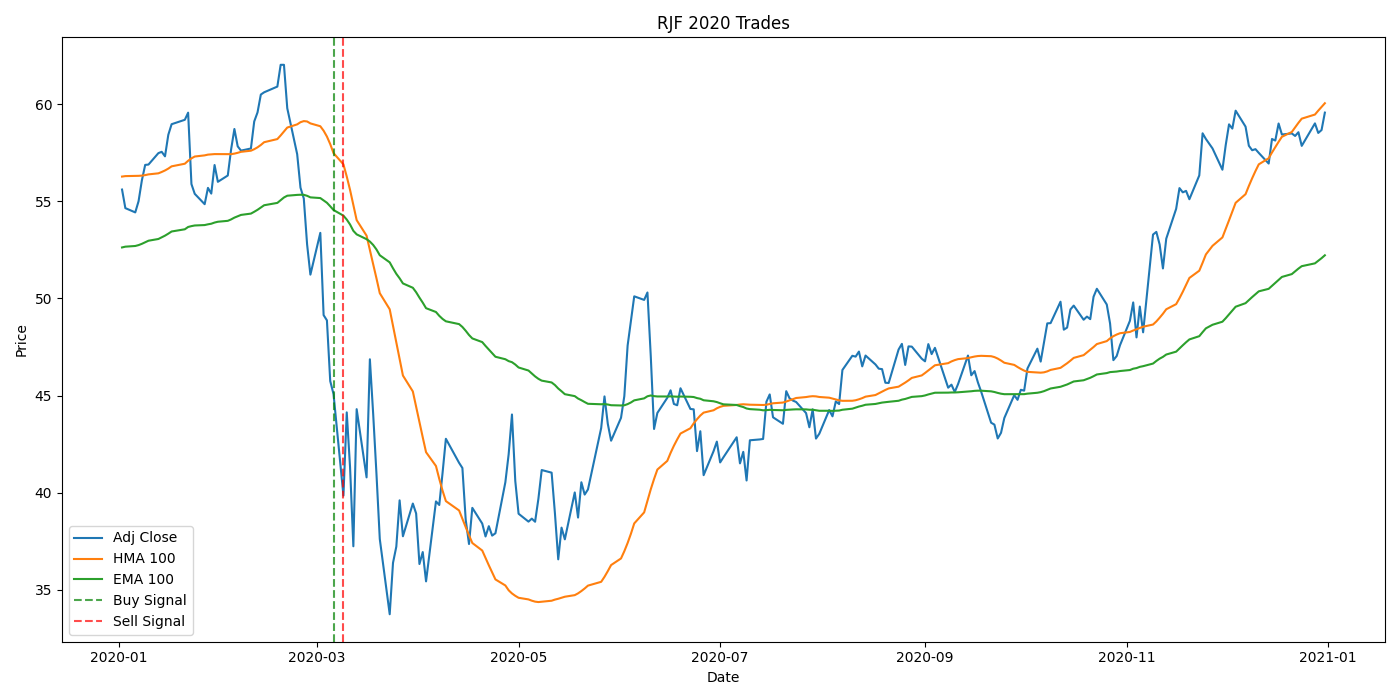 RJF 2020 Trades
Price
60
55
50
45
40
35
Adj Close
HMA 100
EMA 100
Buy Signal
Sell Signal
2020-01 2020-03 2020-05 2020-07 2020-09 2020-11 2021-01
Date